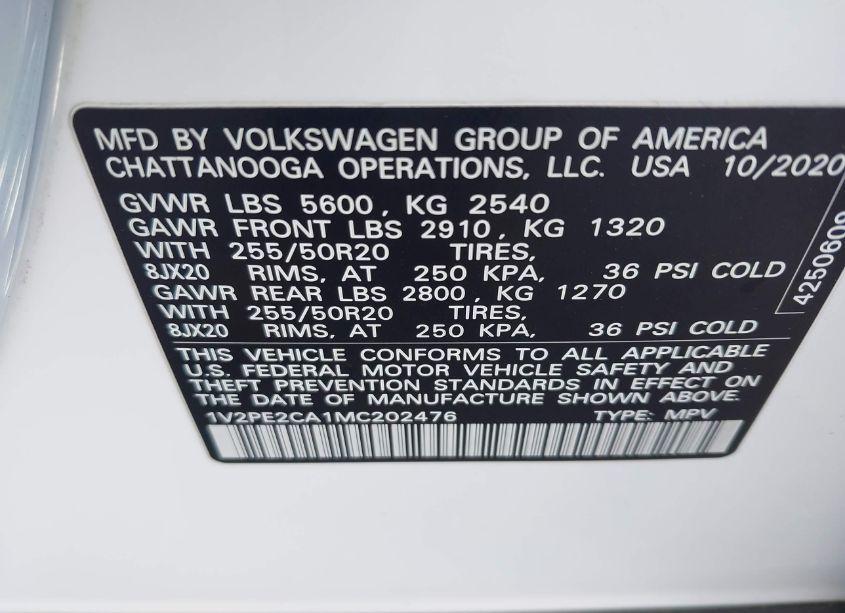 MFD BY VOLKSWAGEN GROUP OF AMERICA
CHATTANOOGA OPERATIONS, LLC. USA 10/2020
GVWR LBS 5600, KG 2540
GAWR FRONT LBS 2910, KG 1320
WITH 255/50R20 TIRES,
8JX20 RIMS, AT 250 KPA, 36 PSI COLD
GAWR REAR LBS 2800, KG 1270
WITH 255/50R20 TIRES,
8JX20 RIMS, AT 250 KPA, 36 PSI COLD
THIS VEHICLE CONFORMS TO ALL APPLICABLE
U.S. FEDERAL MOTOR VEHICLE SAFETY AND
THEFT PREVENTION STANDARDS IN EFFECT ON
THE DATE OF MANUFACTURE SHOWN ABOVE.
1V2PE2CA1MC202476 TYPE: MPV